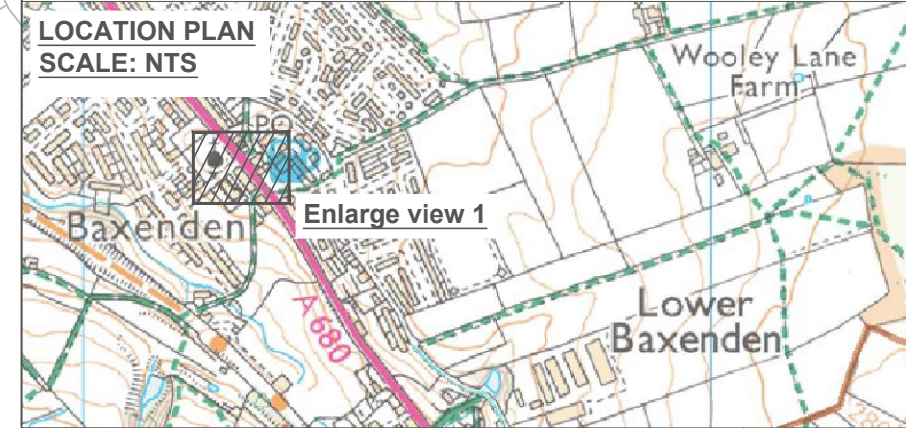 LOCATION PLAN
SCALE: NTS
Wooley Lane
Farm
PO
Enlarge view 1
Baxenden
A 680
Lower
Baxenden